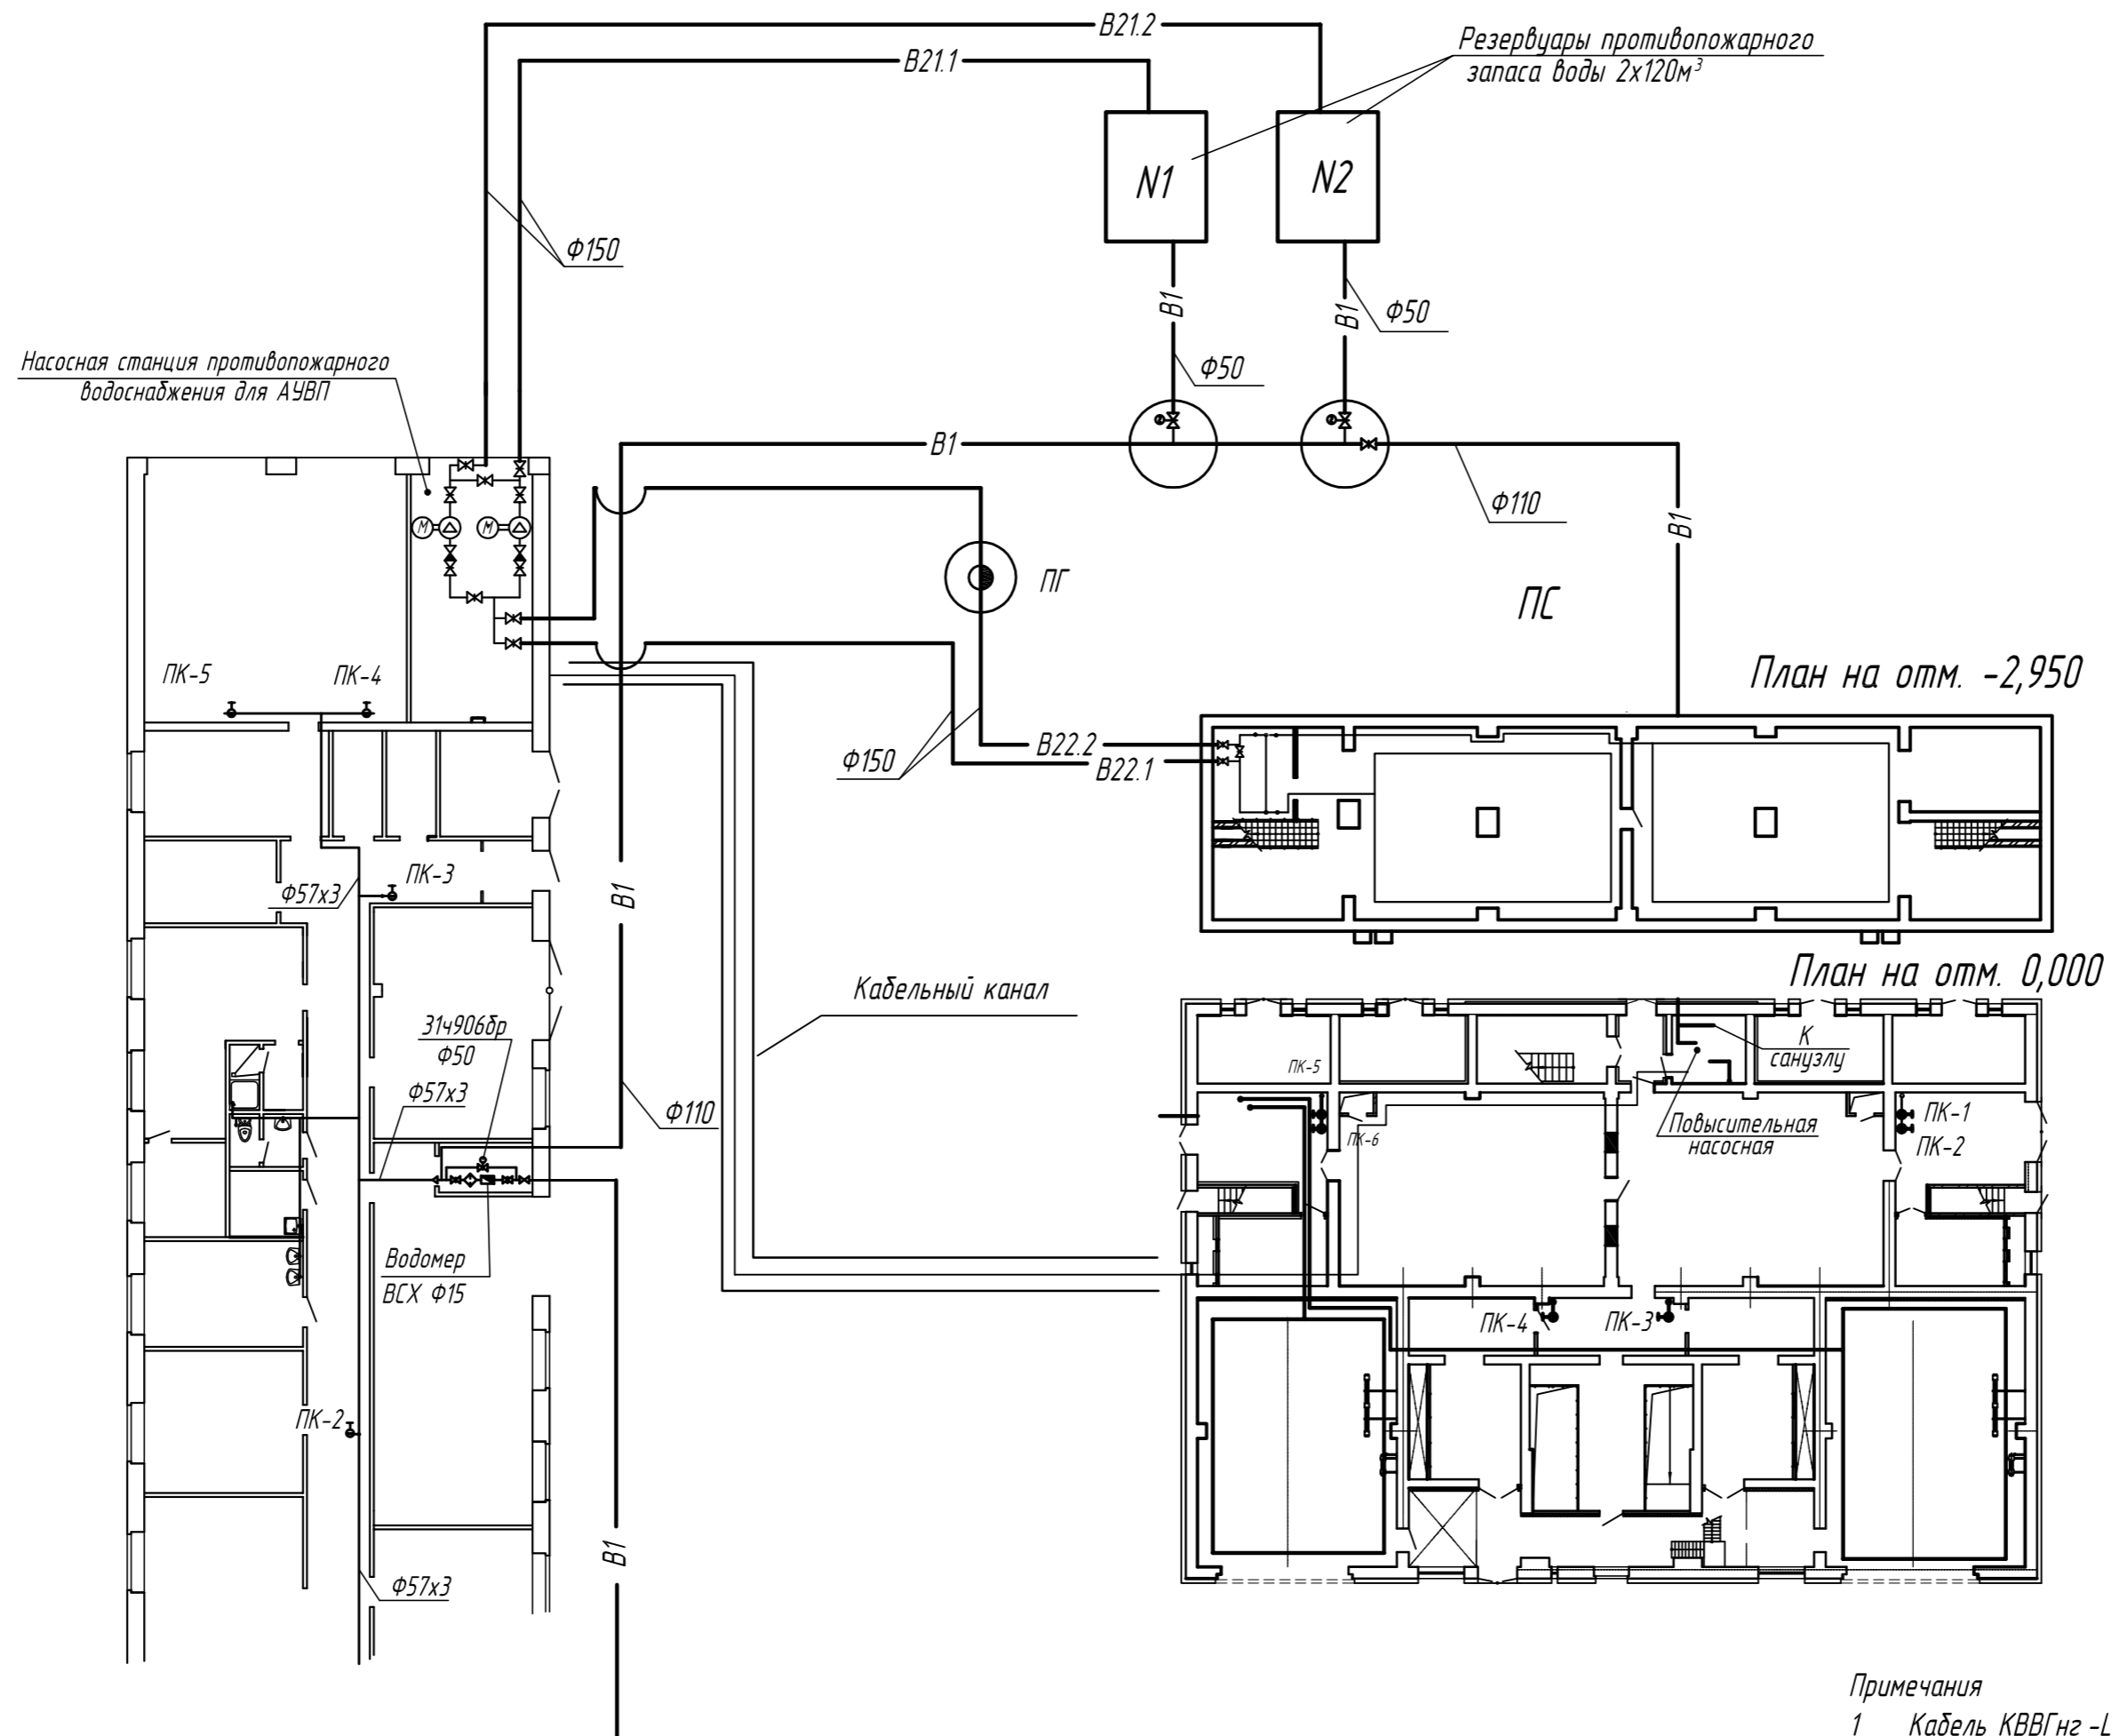 В21.2
В21.1
Резервуары противопожарного
запаса воды 2х120м³
N1
N2
Ф150
В1
В1
Ф50
Ф50
Насосная станция противопожарного
водоснабжения для АУВП
В1
Ф110
В1
М
М
ПГ
ПС
ПК-5
ПК-4
План на отм. -2,950
В22.2
В22.1
Ф150
ПК-3
Ф57х3
В1
План на отм. 0,000
Кабельный канал
31ч906бр
Ф50
Ф57х3
Ф110
К
санузлу
ПК-5
ПК-6
ПК-1
ПК-2
Повысительная
насосная
Водомер
ВСХ Ф15
ПК-4
ПК-3
ПК-2
В1
Ф57х3
Примечания
1 Кабель КВВГнг -L